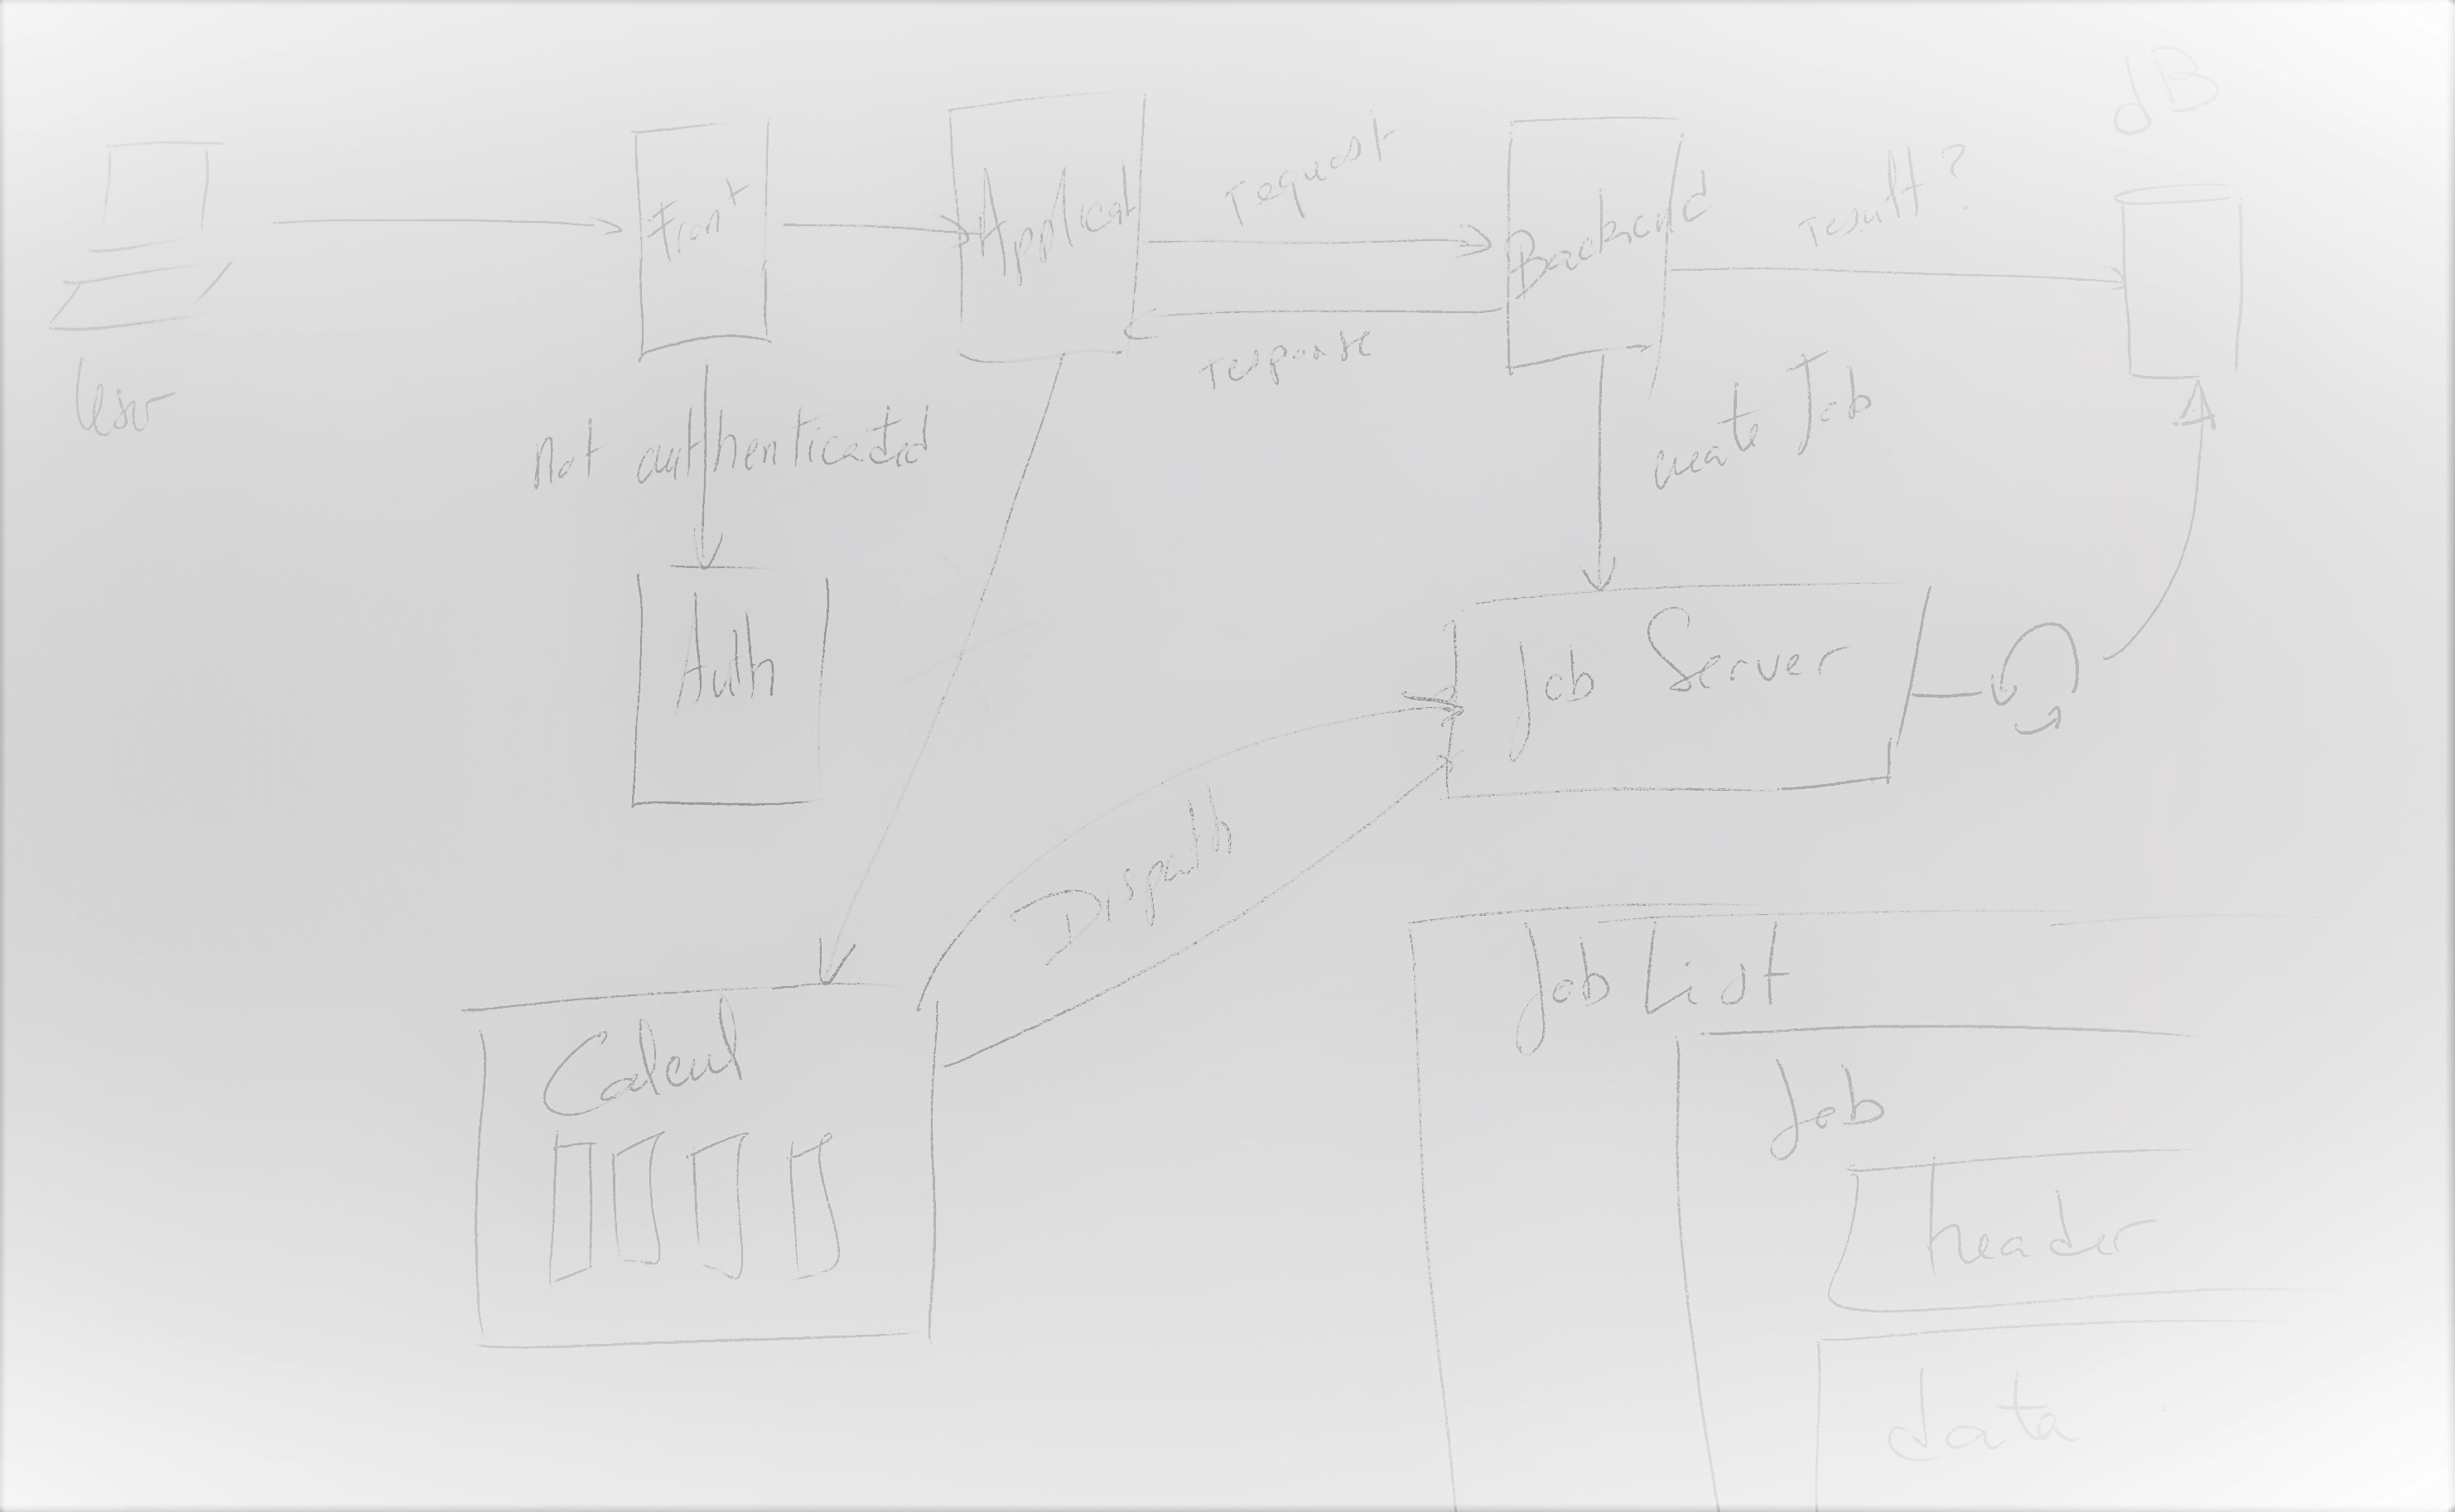 dB
Front
Applicat
request
Backend
result?
response
User
not authenticated
create Job
Auth
Job Server
Dispath
Job List
Calcul
Job
header
data